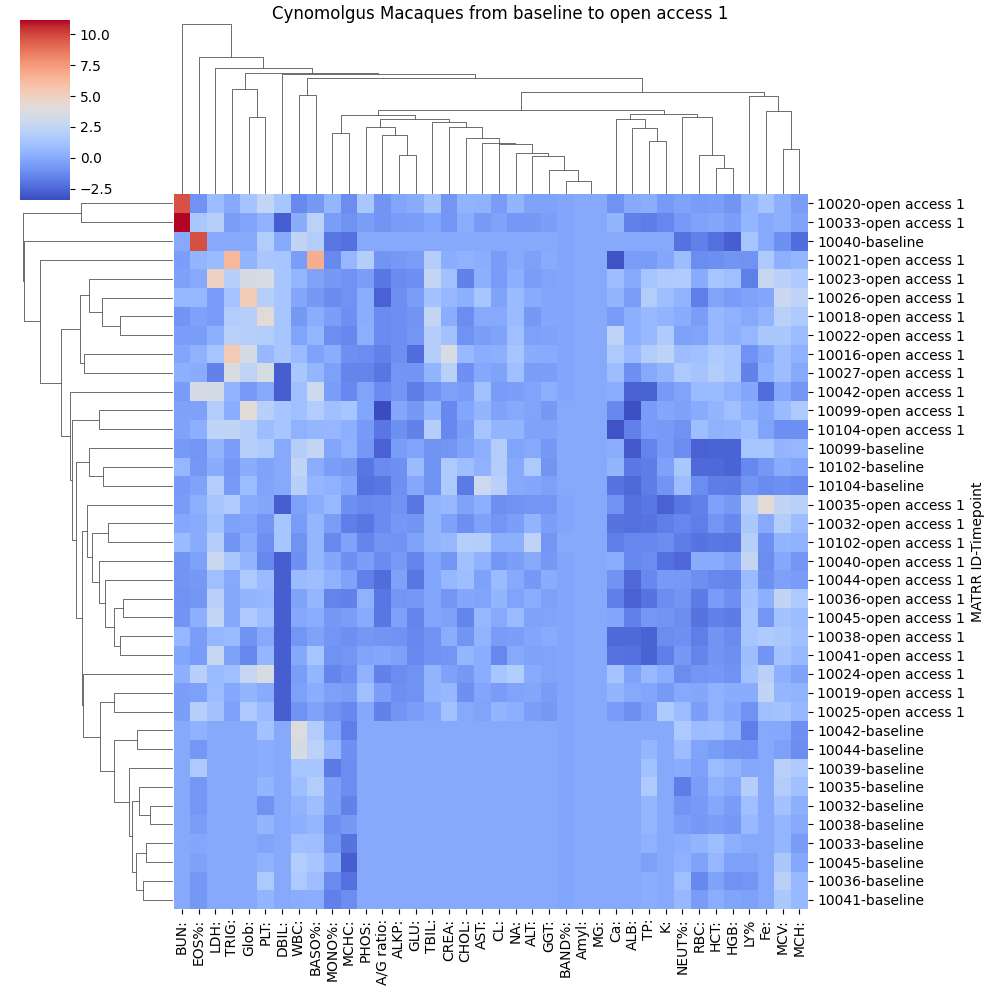 Cynomolgus Macaques from baseline to open access 1
10.0
7.5
5.0
2.5
0.0
−2.5
10020-open access 1
10033-open access 1
10040-baseline
10021-open access 1
10023-open access 1
10026-open access 1
10018-open access 1
10022-open access 1
10016-open access 1
10027-open access 1
10042-open access 1
10099-open access 1
10104-open access 1
10099-baseline
10102-baseline
10104-baseline
10035-open access 1
10032-open access 1
10102-open access 1
10040-open access 1
10044-open access 1
10036-open access 1
10045-open access 1
10038-open access 1
10041-open access 1
10024-open access 1
10019-open access 1
10025-open access 1
10042-baseline
10044-baseline
10039-baseline
10035-baseline
10032-baseline
10038-baseline
10033-baseline
10045-baseline
10036-baseline
10041-baseline
MATRR ID-Timepoint
BUN:
EOS%:
LDH:
TRIG:
Glob:
PLT:
DBIL:
WBC:
BASO%:
MONO%:
MCHC:
PHOS:
A/G ratio:
ALKP:
GLU:
TBIL:
CREA:
CHOL:
AST:
CL:
NA:
ALT:
GGT:
BAND%:
Amyl:
MG:
Ca:
ALB:
TP:
K:
NEUT%:
RBC:
HCT:
HGB:
LY%
Fe:
MCV:
MCH: